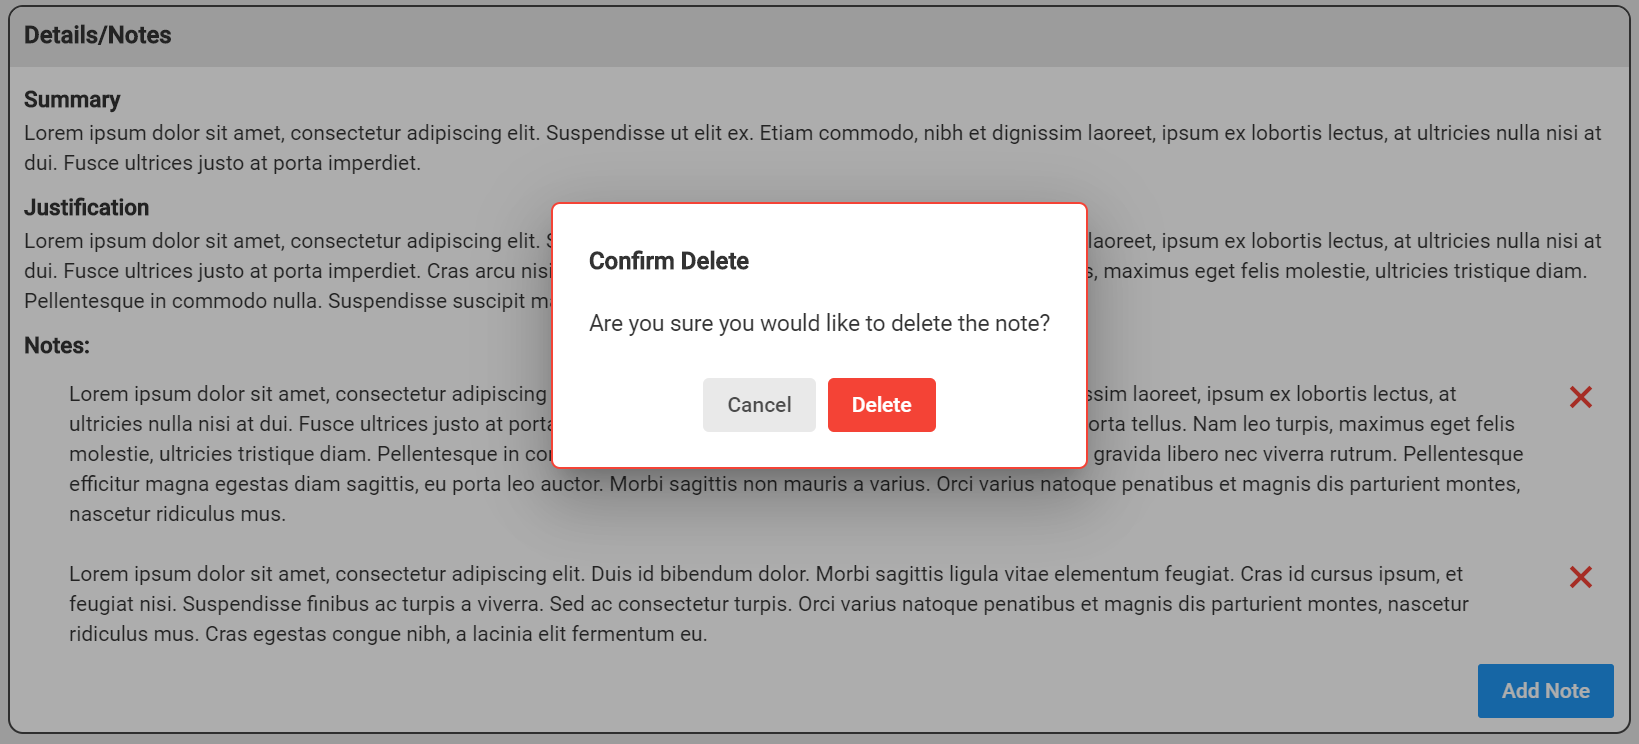 Details/Notes
Summary
Lorem ipsum dolor sit amet, consectetur adipiscing elit. Suspendisse ut elit ex. Etiam commodo, nibh et dignissim laoreet, ipsum ex lobortis lectus, at ultricies nulla nisi at
dui. Fusce ultrices justo at porta imperdiet.
Justification
Lorem ipsum dolor sit amet, consectetur adipiscing elit. laoreet, ipsum ex lobortis lectus, at ultricies nulla nisi at
dui. Fusce ultrices justo at porta imperdiet. Cras arcu nisi maximus eget felis molestie, ultricies tristique diam.
Pellentesque in commodo nulla. Suspendisse suscipit
Confirm Delete
Are you sure you would like to delete the note?
Cancel
Delete
Notes:
Lorem ipsum dolor sit amet, consectetur adipiscing laoreet, ipsum ex lobortis lectus, at
ultricies nulla nisi at dui. Fusce ultrices justo at tellus. Nam leo turpis, maximus eget felis
molestie, ultricies tristique diam. Pellentesque in gravida libero nec viverra rutrum. Pellentesque
efficitur magna egestas diam sagittis, eu porta leo auctor. Morbi sagittis non mauris a varius. Orci varius natoque penatibus et magnis dis parturient montes,
nascetur ridiculus mus.
Lorem ipsum dolor sit amet, consectetur adipiscing elit. Duis id bibendum dolor. Morbi sagittis ligula vitae elementum feugiat. Cras id cursus ipsum, et
feugiat nisi. Suspendisse finibus ac turpis a viverra. Sed ac consectetur turpis. Orci varius natoque penatibus et magnis dis parturient montes, nascetur
ridiculus mus. Cras egestas congue nibh, a lacinia elit fermentum eu.
Add Note